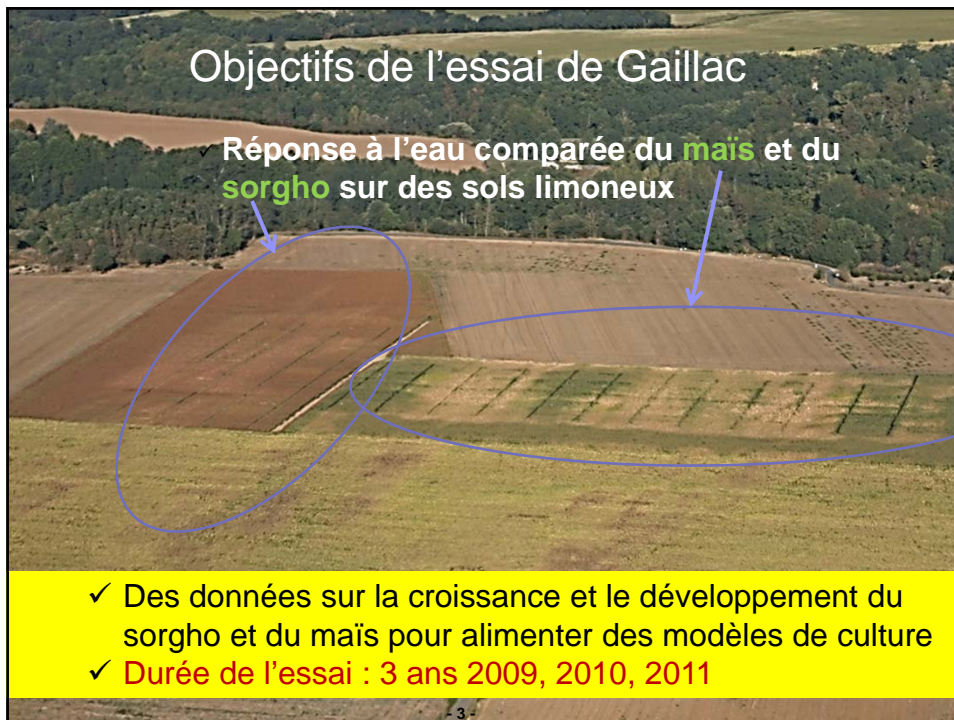 Objectifs de l’essai de Gaillac
✓ Réponse à l’eau comparée du maïs et du
sorgho sur des sols limoneux
✓ Des données sur la croissance et le développement du
sorgho et du maïs pour alimenter des modèles de culture
✓ Durée de l’essai : 3 ans 2009, 2010, 2011
- 3 -